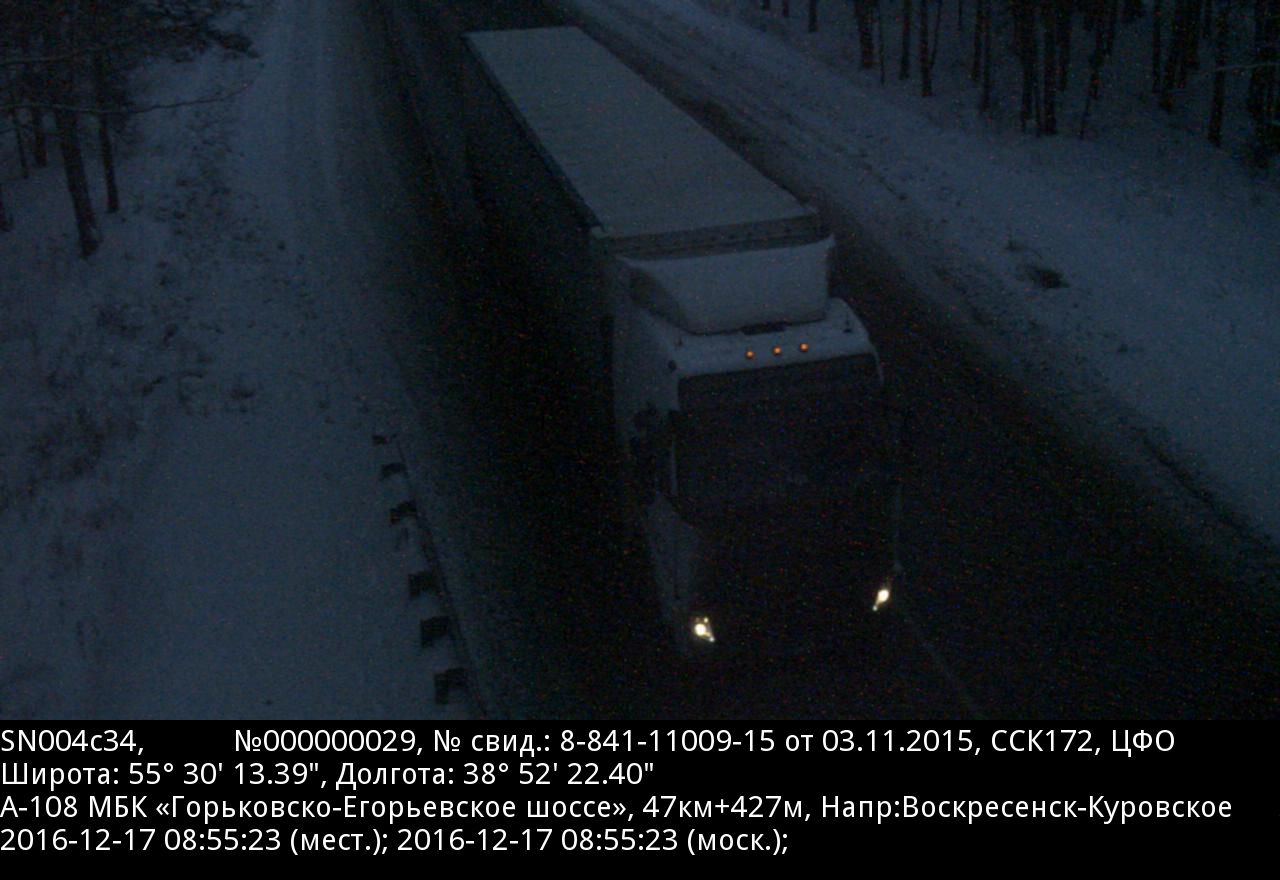 SN004c34, №000000029, № свид.: 8-841-11009-15 от 03.11.2015, ССК172, ЦФО
Широта: 55° 30' 13.39", Долгота: 38° 52' 22.40"
А-108 МБК «Горьковско-Егорьевское шоссе», 47км+427м, Напр:Воскресенск-Куровское
2016-12-17 08:55:23 (мест.); 2016-12-17 08:55:23 (моск.);